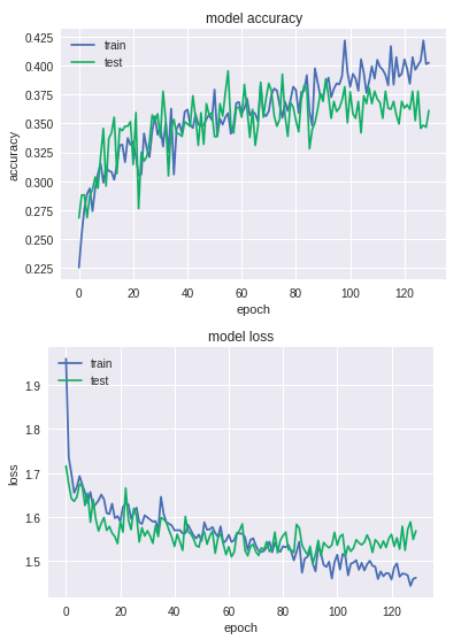 model accuracy
0.425
0.400
0.375
0.350
0.325
0.300
0.275
0.250
0.225
accuracy
train
test
0 20 40 60 80 100 120
epoch
model loss
1.9
1.8
1.7
1.6
1.5
loss
train
test
0 20 40 60 80 100 120
epoch